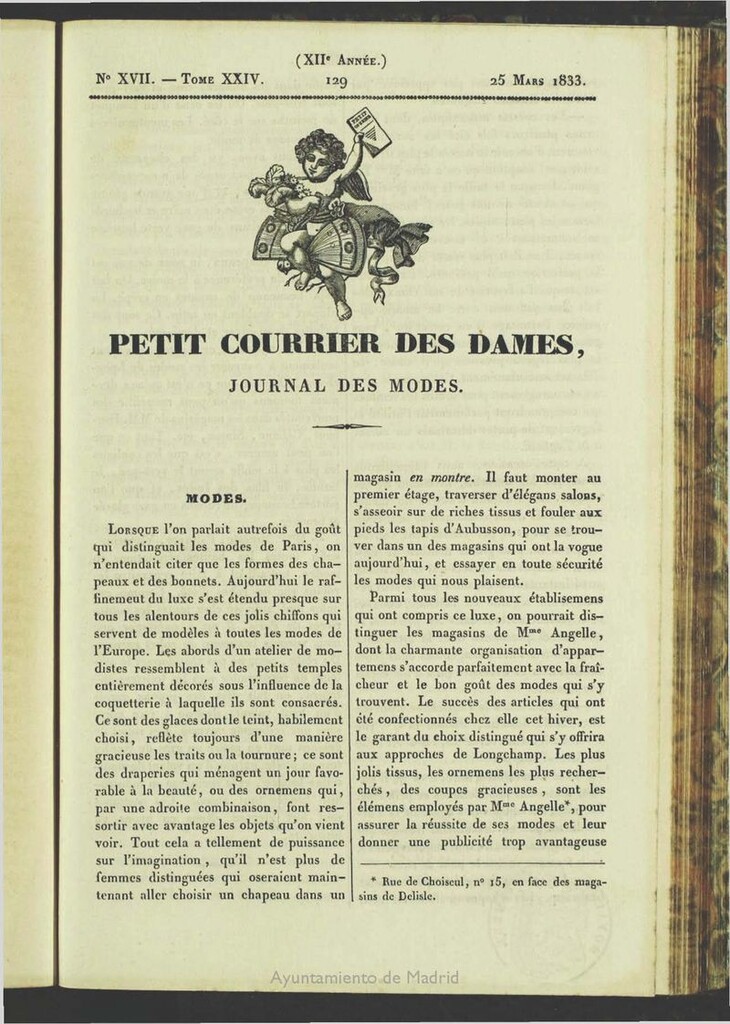 (XIIe Année.)
No XVII. — Tome XXIV. 129 25 Mars 1833.
PETIT
PETIT COURRIER DES DAMES,
JOURNAL DES MODES.
MODES.
Lorsque l'on parlait autrefois du goût
qui distinguait les modes de Paris, on
n'entendait citer que les formes des cha-
peaux et des bonnets. Aujourd'hui le raf-
finement du luxe s'est étendu presque sur
tous les alentours de ces jolis chiffons qui
servent de modèles à toutes les modes de
l'Europe. Les abords d'un atelier de mo-
distes ressemblent à des petits temples
entièrement décorés sous l'influence de la
coquetterie à laquelle ils sont consacrés.
Ce sont des glaces dont le teint, habilement
choisi, reflète toujours d'une manière
gracieuse les traits ou la tournure; ce sont
des draperies qui ménagent un jour favo-
rable à la beauté, ou des ornemens qui,
par une adroite combinaison, font res-
sortir avec avantage les objets qu'on vient
voir. Tout cela a tellement de puissance
sur l'imagination, qu'il n'est plus de
femmes distinguées qui oseraient main-
tenant aller choisir un chapeau dans un
magasin en montre. Il faut monter au
premier étage, traverser d'élégans salons,
s'asseoir sur de riches tissus et fouler aux
pieds les tapis d'Aubusson, pour se trou-
ver dans un des magasins qui ont la vogue
aujourd'hui, et essayer en toute sécurité
les modes qui nous plaisent.
Parmi tous les nouveaux établisemens
qui ont compris ce luxe, on pourrait dis-
tinguer les magasins de Mme Angelle,
dont la charmante organisation d'appar-
temens s'accorde parfaitement avec la fraî-
cheur et le bon goût des modes qui s'y
trouvent. Le succès des articles qui ont
été confectionnés chez elle cet hiver, est
le garant du choix distingué qui s'y offrira
aux approches de Longchamp. Les plus
jolis tissus, les ornemens les plus recher-
chés, des coupes gracieuses, sont les
élémens employés par Mme Angelle*, pour
assurer la réussite de ses modes et leur
donner une publicité trop avantageuse
* Rue de Choiseul, no 15, en face des maga-
sins de Delisle.
Ayuntamiento de Madrid